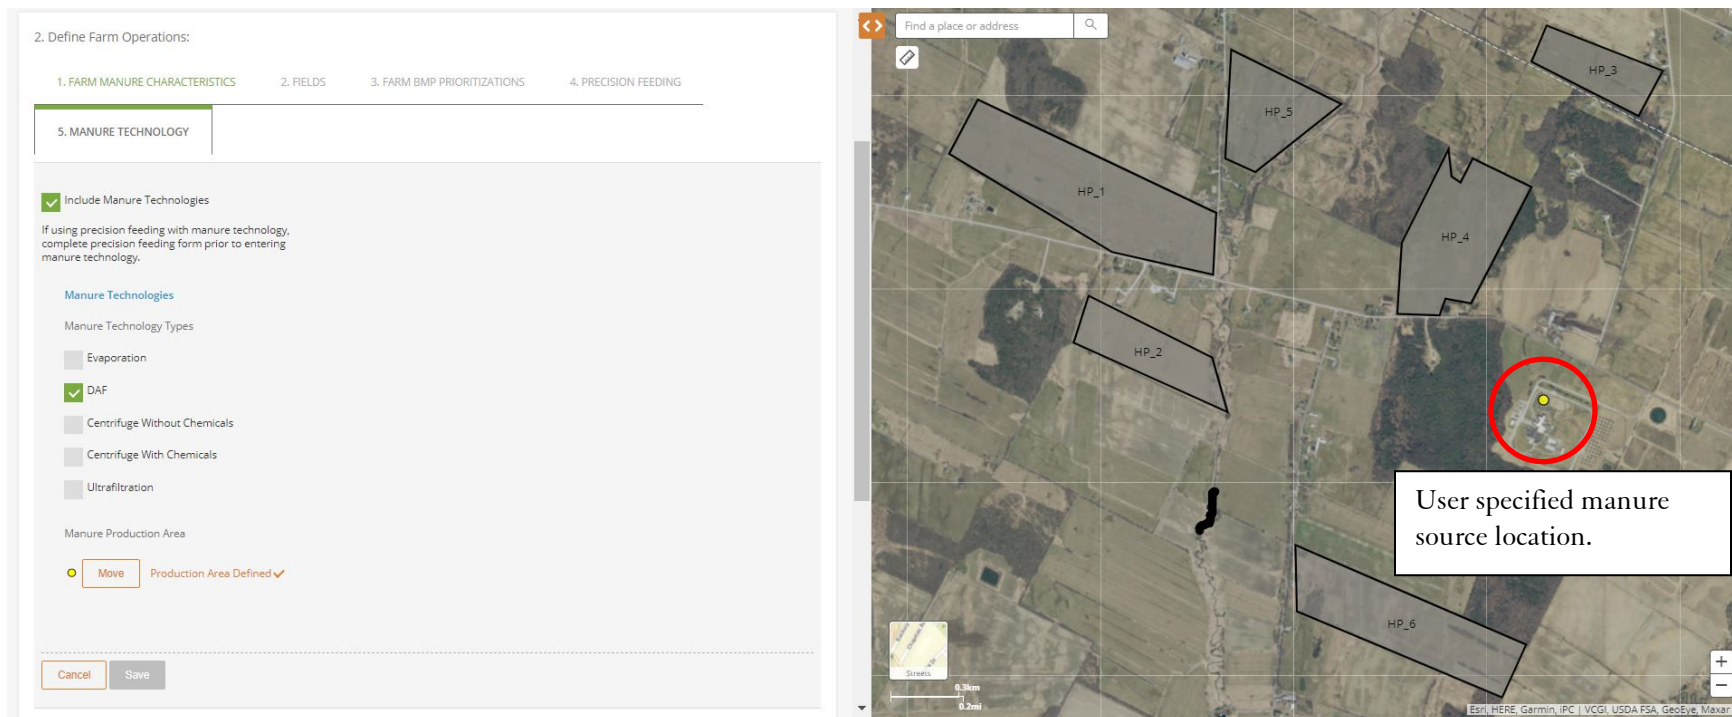 2. Define Farm Operations:
1. FARM MANURE CHARACTERISTICS
2. FIELDS
3. FARM BMP PRIORITIZATIONS
4. PRECISION FEEDING
5. MANURE TECHNOLOGY
Include Manure Technologies
If using precision feeding with manure technology,
complete precision feeding form prior to entering
manure technology.
Manure Technologies
Manure Technology Types
Evaporation
DAF
Centrifuge Without Chemicals
Centrifuge With Chemicals
Ultrafiltration
Manure Production Area
Move
Production Area Defined
Cancel
Save
Find a place or address
HP_3
HP_5
HP_1
HP_4
HP_2
User specified manure
source location.
HP_6
Streets
0.3km
0.2mi
+
−
Esri, HERE, Garmin, iPC | VCGI, USDA FSA, GeoEye, Maxar